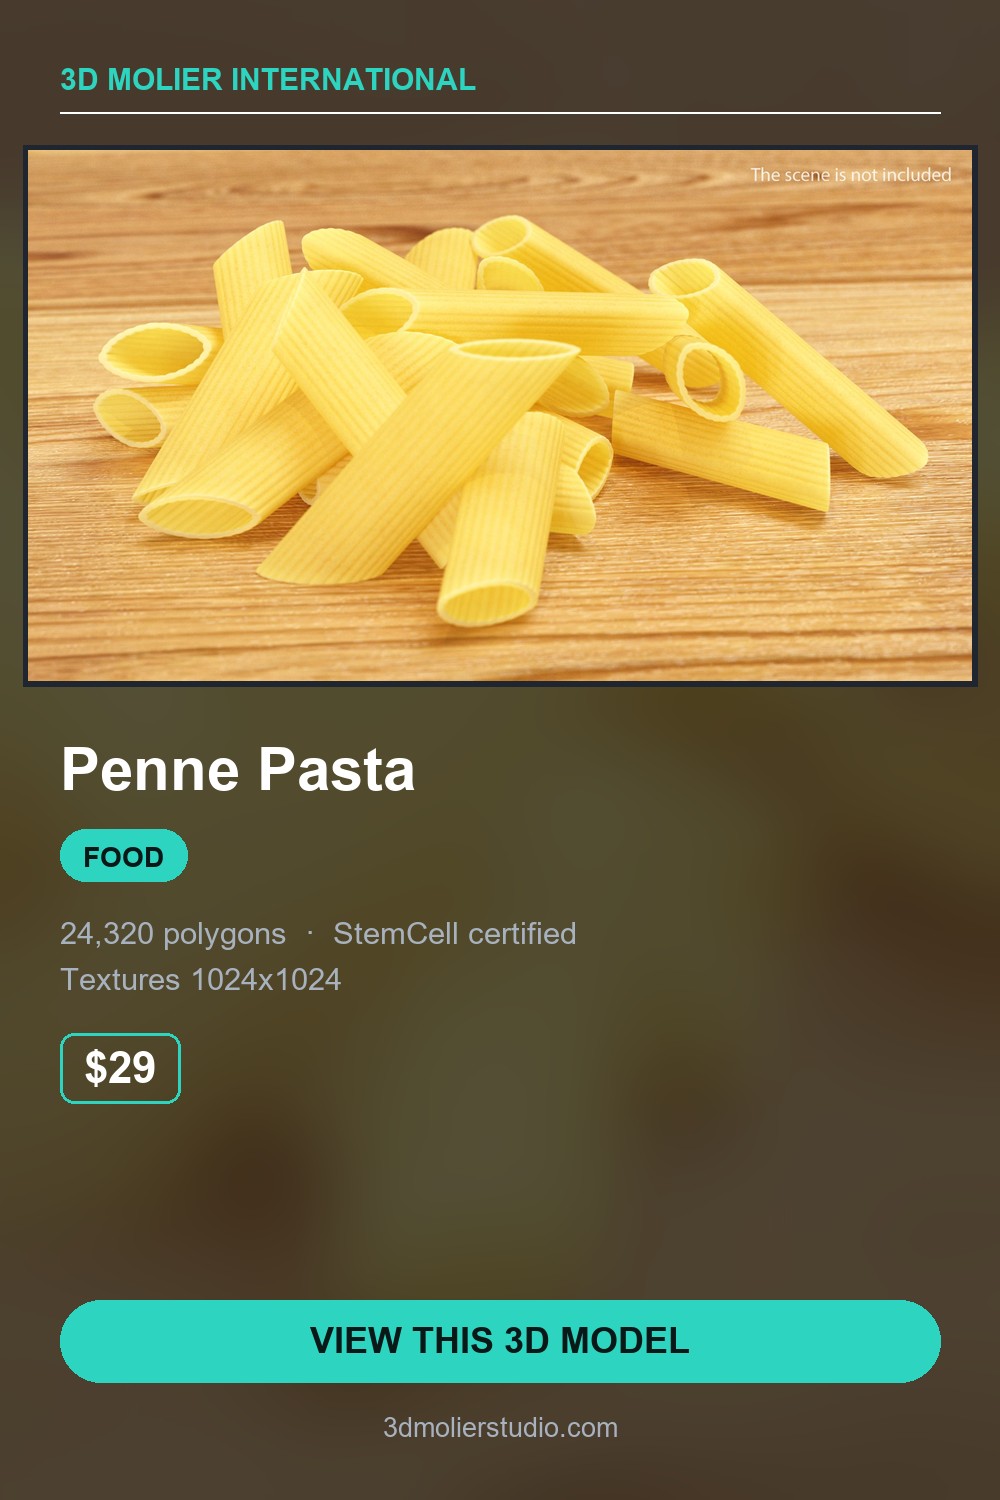 3D MOLIER INTERNATIONAL
The scene is not included
Penne Pasta
FOOD
24,320 polygons · StemCell certified
Textures 1024x1024
$29
VIEW THIS 3D MODEL
3dmolierstudio.com